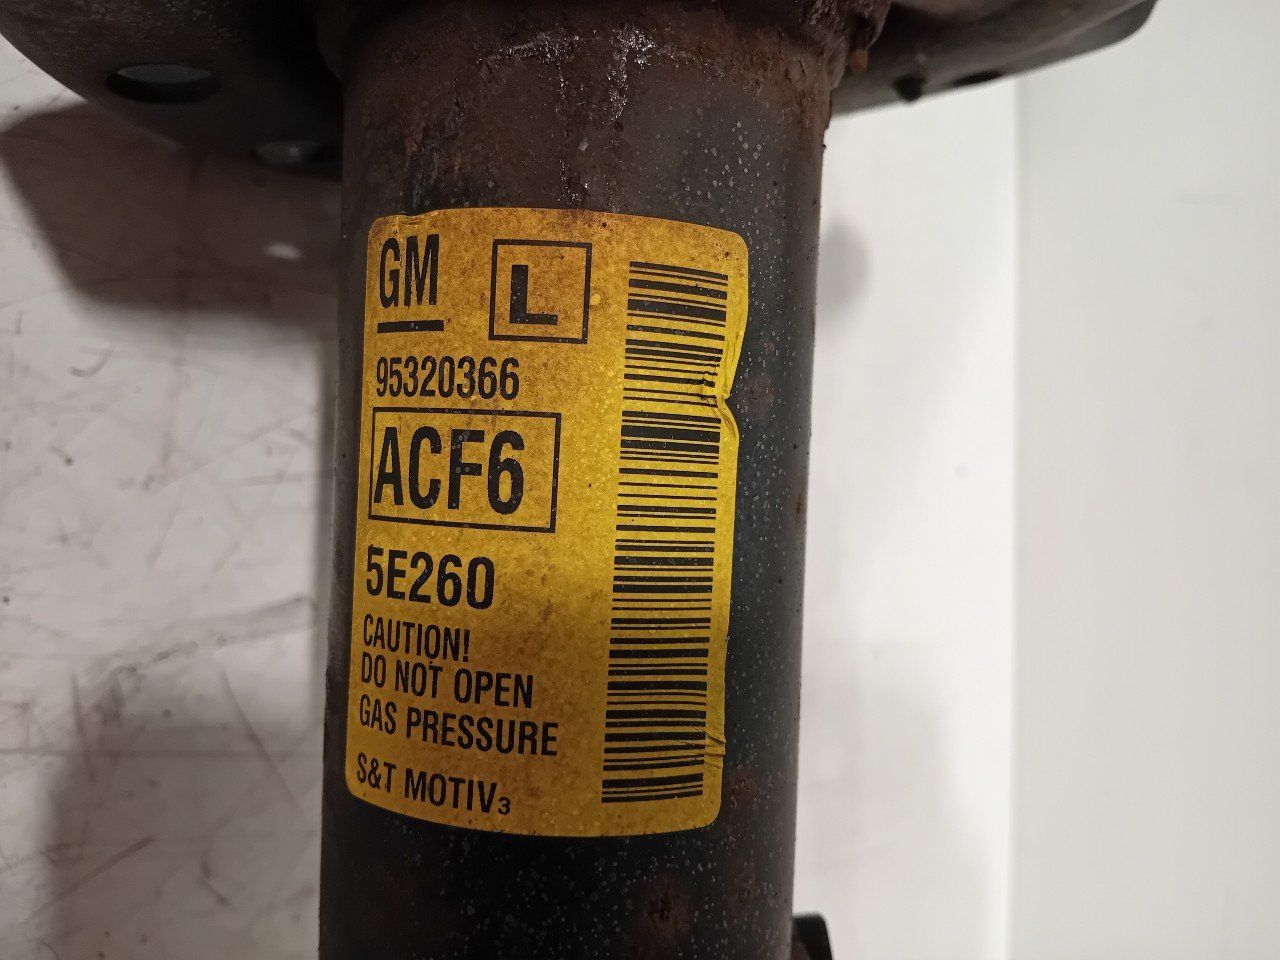 GM L
95320366
ACF6
5E260
CAUTION!
DO NOT OPEN
GAS PRESSURE
S&T MOTIV3